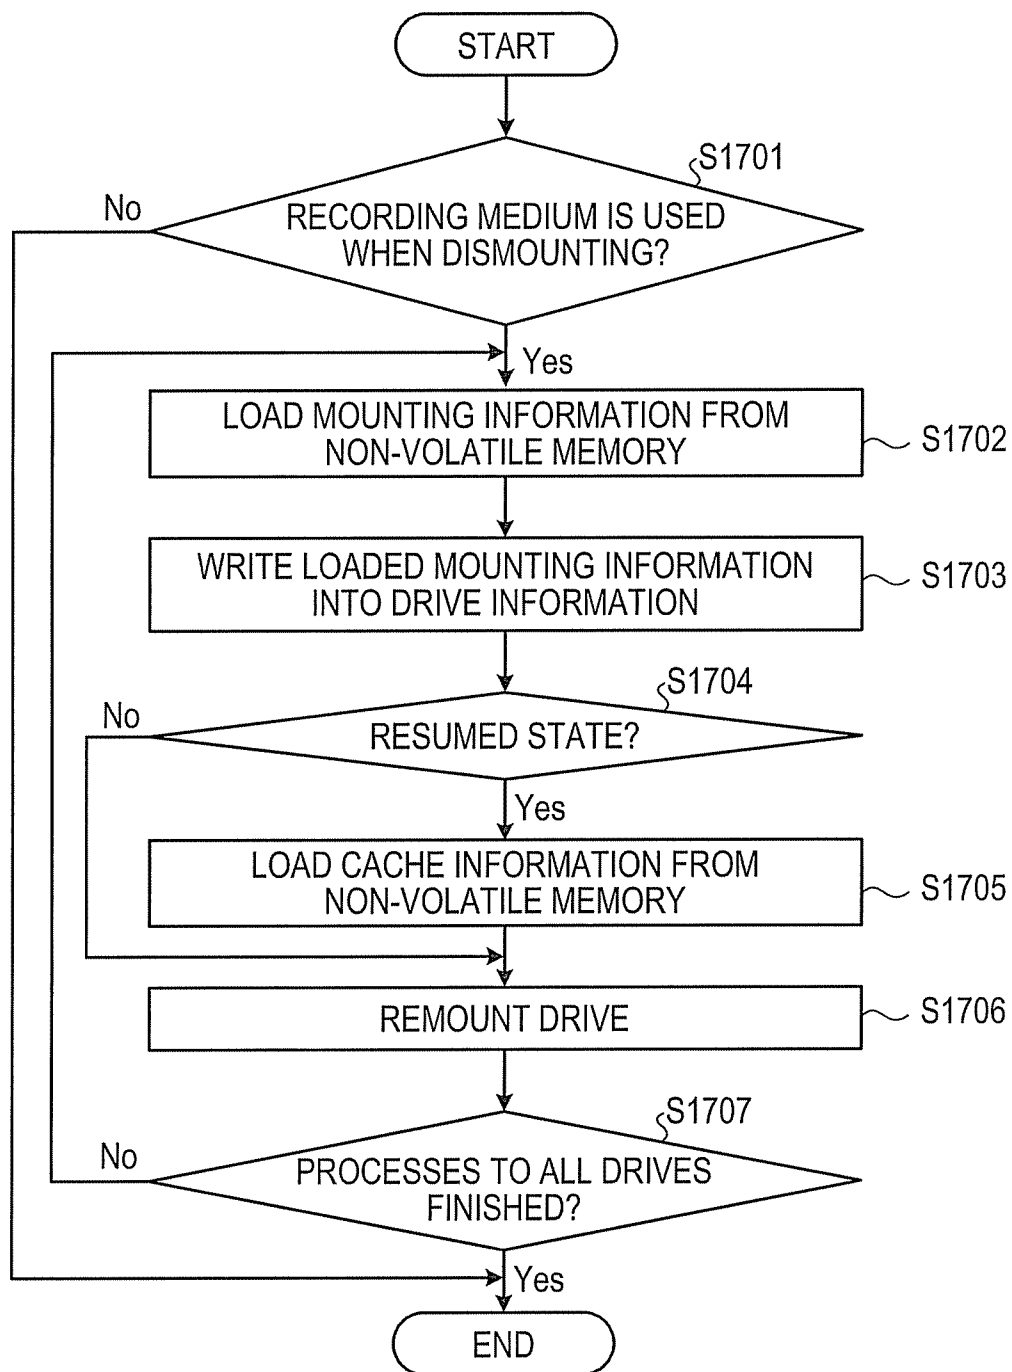 START
S1701
No
RECORDING MEDIUM IS USED
WHEN DISMOUNTING?
Yes
LOAD MOUNTING INFORMATION FROM
NON-VOLATILE MEMORY
S1702
WRITE LOADED MOUNTING INFORMATION
INTO DRIVE INFORMATION
S1703
S1704
No
RESUMED STATE?
Yes
LOAD CACHE INFORMATION FROM
NON-VOLATILE MEMORY
S1705
REMOUNT DRIVE
S1706
S1707
No
PROCESSES TO ALL DRIVES
FINISHED?
Yes
END